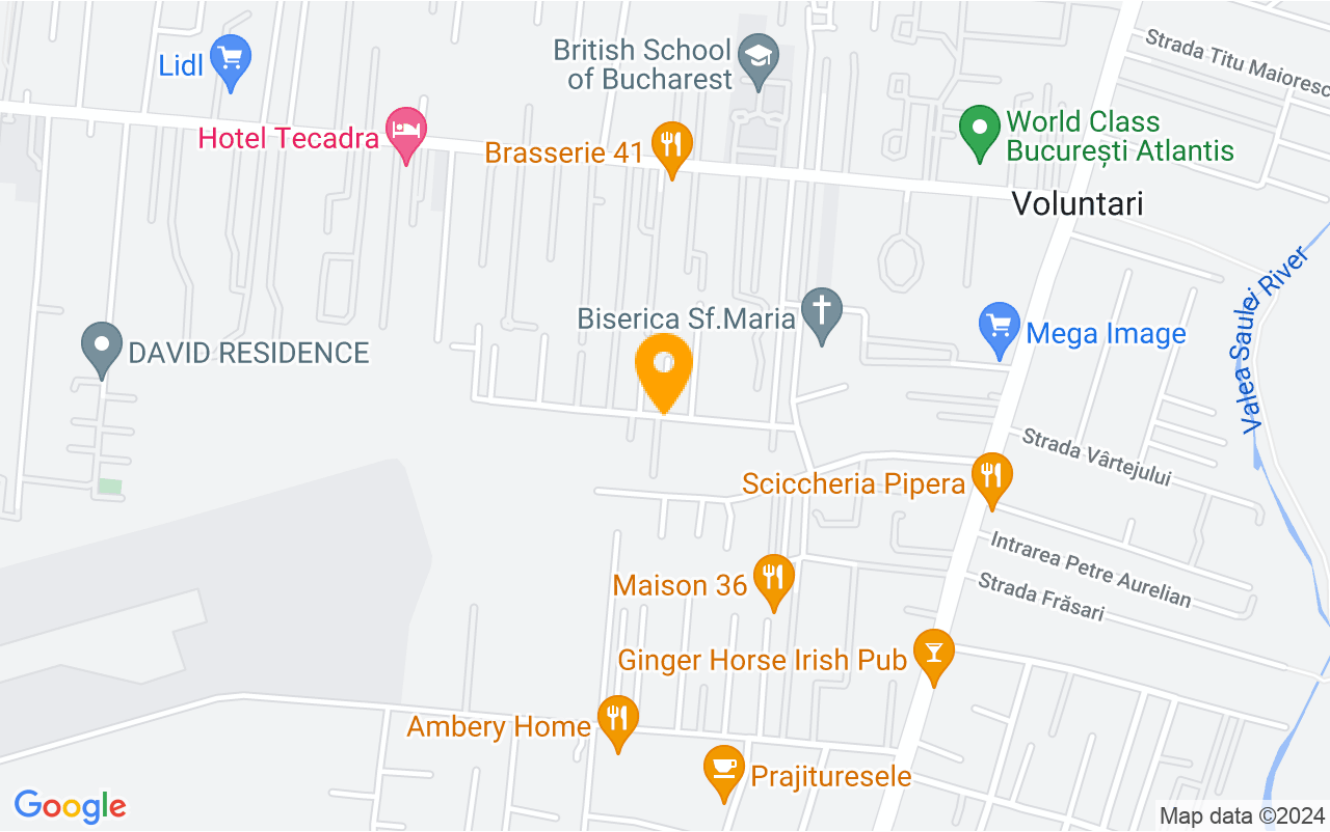 British School
of Bucharest
Strada Titu Maioresc
Lidl
Hotel Tecadra
Brasserie 41
World Class
București Atlantis
Voluntari
Valea Saulei River
Biserica Sf.Maria
Mega Image
DAVID RESIDENCE
Strada Vârtejului
Sciccheria Pipera
Intrarea Petre Aurelian
Strada Frăsari
Maison 36
Ginger Horse Irish Pub
Ambery Home
Prajituresele
Google
Map data ©2024